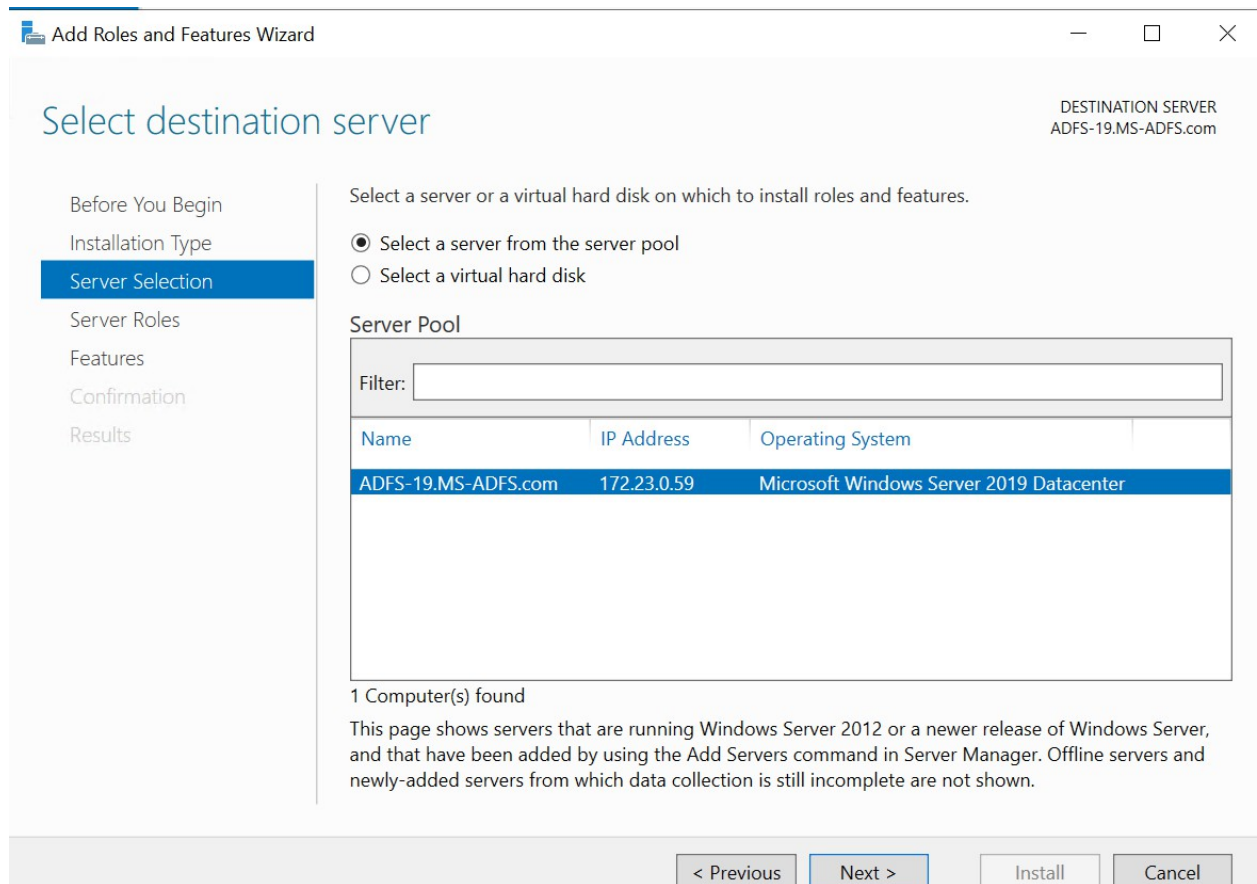 Add Roles and Features Wizard
Select destination server
DESTINATION SERVER
ADFS-19.MS-ADFS.com
Before You Begin
Installation Type
Server Selection
Server Roles
Features
Confirmation
Results
Select a server or a virtual hard disk on which to install roles and features.
Select a server from the server pool
Select a virtual hard disk
Server Pool
Filter:
Name IP Address Operating System
ADFS-19.MS-ADFS.com 172.23.0.59 Microsoft Windows Server 2019 Datacenter
1 Computer(s) found
This page shows servers that are running Windows Server 2012 or a newer release of Windows Server,
and that have been added by using the Add Servers command in Server Manager. Offline servers and
newly-added servers from which data collection is still incomplete are not shown.
< Previous Next > Install Cancel